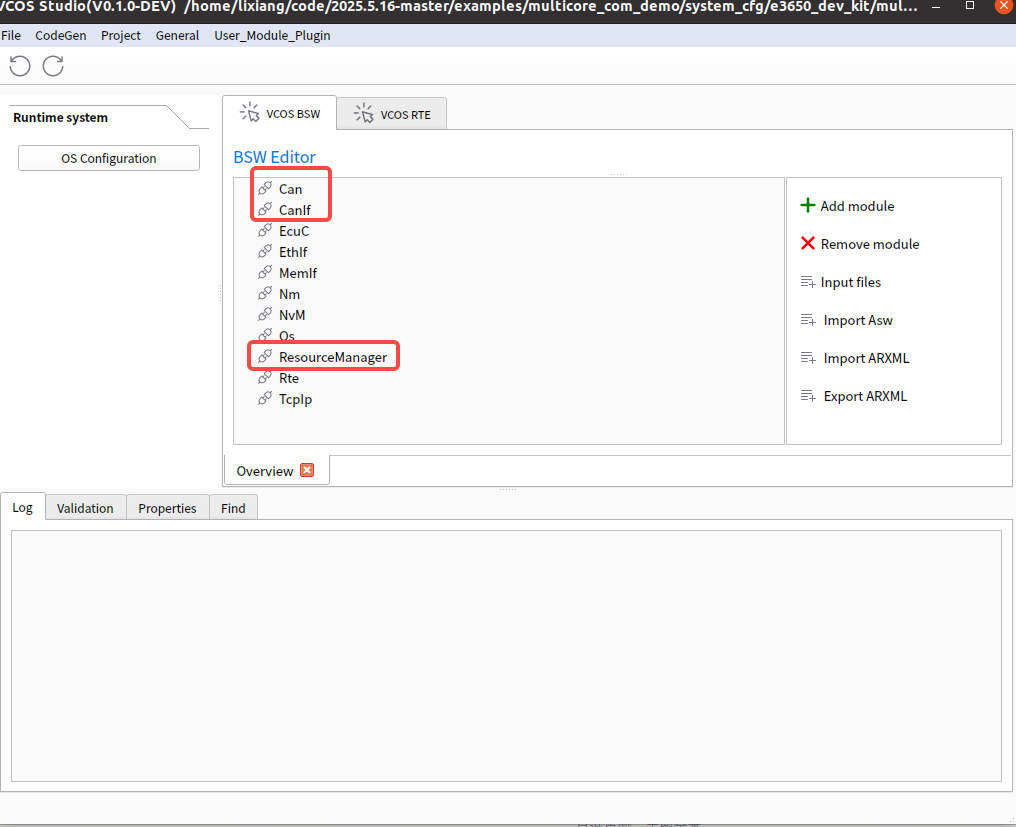 VCOS Studio(V0.1.0-DEV) /home/lixiang/code/2025.5.16-master/examples/multicore_com_demo/system_cfg/e3650_dev_kit/mul...
File CodeGen Project General User_Module_Plugin
Runtime system
OS Configuration
VCOS BSW VCOS RTE
BSW Editor
Can
CanIf
EcuC
EthIf
MemIf
Nm
NvM
Os
ResourceManager
Rte
TcpIp
Add module
Remove module
Input files
Import Asw
Import ARXML
Export ARXML
Overview
Log Validation Properties Find